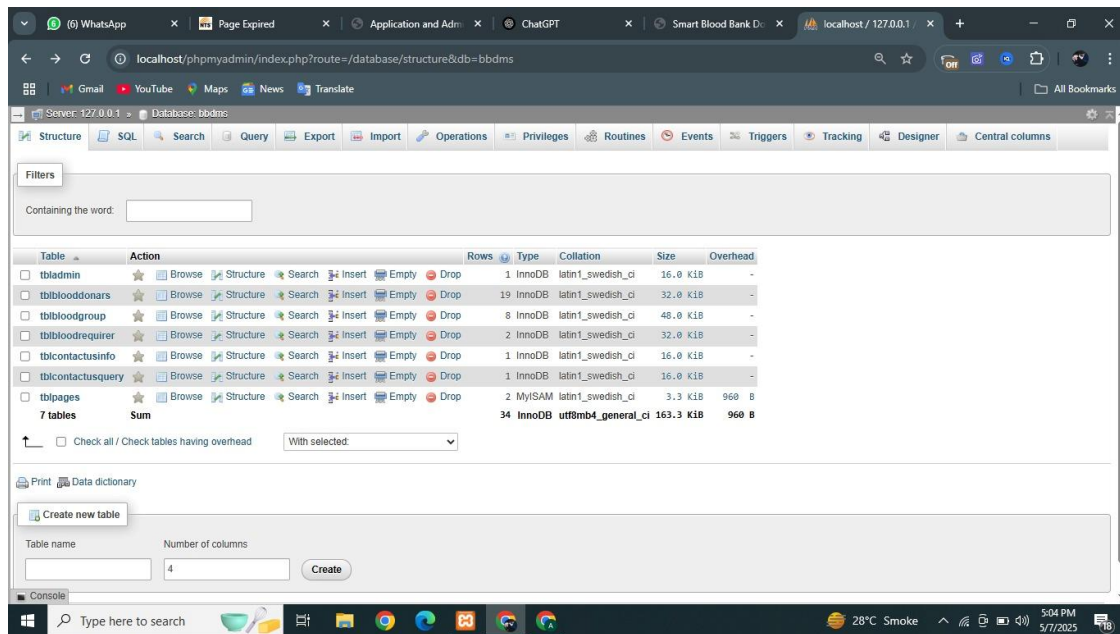 (6) WhatsApp Page Expired Application and Adm ChatGPT Smart Blood Bank Do localhost / 127.0.0.1 /
localhost/phpmyadmin/index.php?route=/database/structure&db=bbdms
Gmail YouTube Maps News Translate All Bookmarks
Server: 127.0.0.1 » Database: bbdms
Structure SQL Search Query Export Import Operations Privileges Routines Events Triggers Tracking Designer Central columns
Filters
Containing the word:
Table Action Rows Type Collation Size Overhead
tbladmin Browse Structure Search Insert Empty Drop 1 InnoDB latin1_swedish_ci 16.0 KiB -
tblblooddonars Browse Structure Search Insert Empty Drop 19 InnoDB latin1_swedish_ci 32.0 KiB -
tblbloodgroup Browse Structure Search Insert Empty Drop 8 InnoDB latin1_swedish_ci 48.0 KiB -
tblbloodrequirer Browse Structure Search Insert Empty Drop 2 InnoDB latin1_swedish_ci 32.0 KiB -
tblcontactusinfo Browse Structure Search Insert Empty Drop 1 InnoDB latin1_swedish_ci 16.0 KiB -
tblcontactusquery Browse Structure Search Insert Empty Drop 1 InnoDB latin1_swedish_ci 16.0 KiB -
tblpages Browse Structure Search Insert Empty Drop 2 MyISAM latin1_swedish_ci 3.3 KiB 960 B
7 tables Sum 34 InnoDB utf8mb4_general_ci 163.3 KiB 960 B
Check all / Check tables having overhead With selected:
Print Data dictionary
Create new table
Table name Number of columns
4 Create
Console
Type here to search 28°C Smoke 5:04 PM
5/7/2025